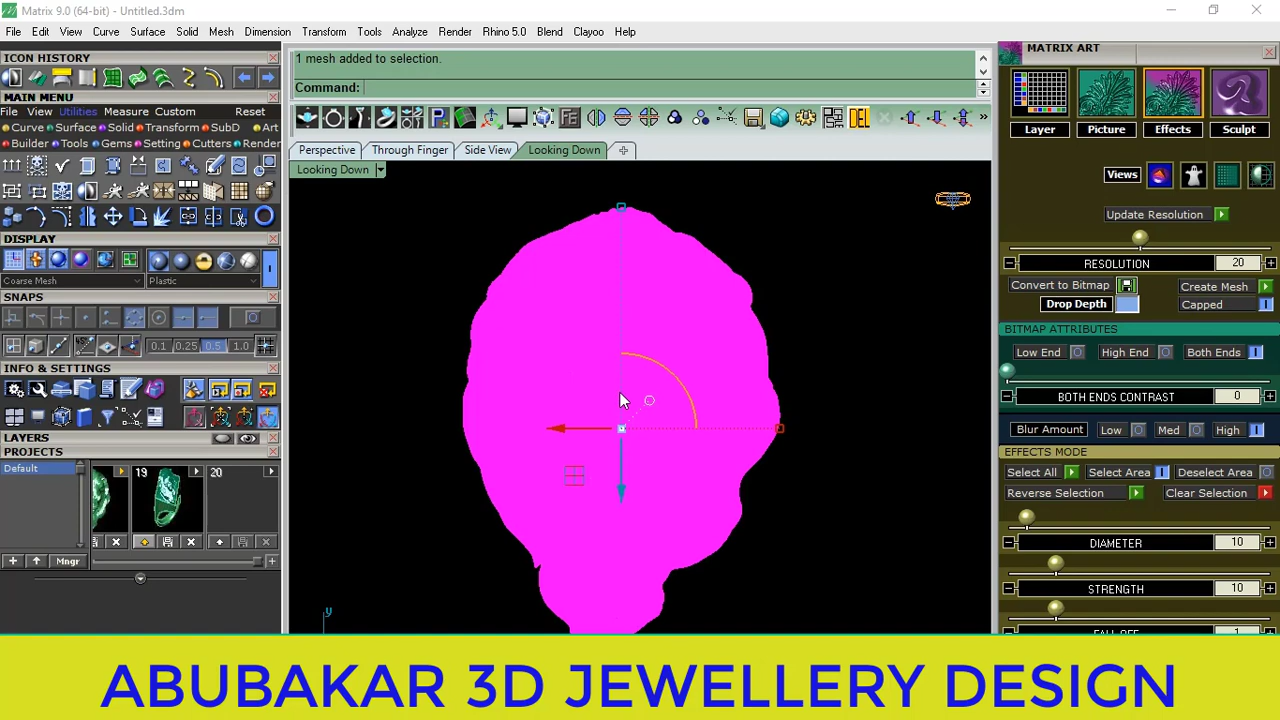 Matrix 9.0 (64-bit) - Untitled.3dm
File Edit View Curve Surface Solid Mesh Dimension Transform Tools Analyze Render Rhino 5.0 Blend Clayoo Help
ICON HISTORY
MAIN MENU
File View Utilities Measure Custom Reset
Curve Surface Solid Transform SubD Art
Builder Tools Gems Setting Cutters Render
DISPLAY
Coarse Mesh Plastic
SNAPS
0.1 0.25 0.5 1.0
INFO & SETTINGS
LAYERS
PROJECTS
Default
19 20
Mngr
1 mesh added to selection.
Command:
Perspective Through Finger Side View Looking Down
Looking Down
y
MATRIX ART
Layer Picture Effects Sculpt
Views
Update Resolution
RESOLUTION 20
Convert to Bitmap Create Mesh
Drop Depth Capped
BITMAP ATTRIBUTES
Low End High End Both Ends
BOTH ENDS CONTRAST 0
Blur Amount Low Med High
EFFECTS MODE
Select All Select Area Deselect Area
Reverse Selection Clear Selection
DIAMETER 10
STRENGTH 10
ABUBAKAR 3D JEWELLERY DESIGN